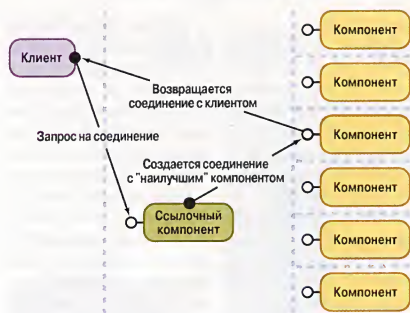 Компонент
Клиент
Компонент
Возвращается
соединение с клиентом
Компонент
Запрос на соединение
Создается соединение
с "наилучшим" компонентом
Компонент
Ссылочный
компонент
Компонент
Компонент